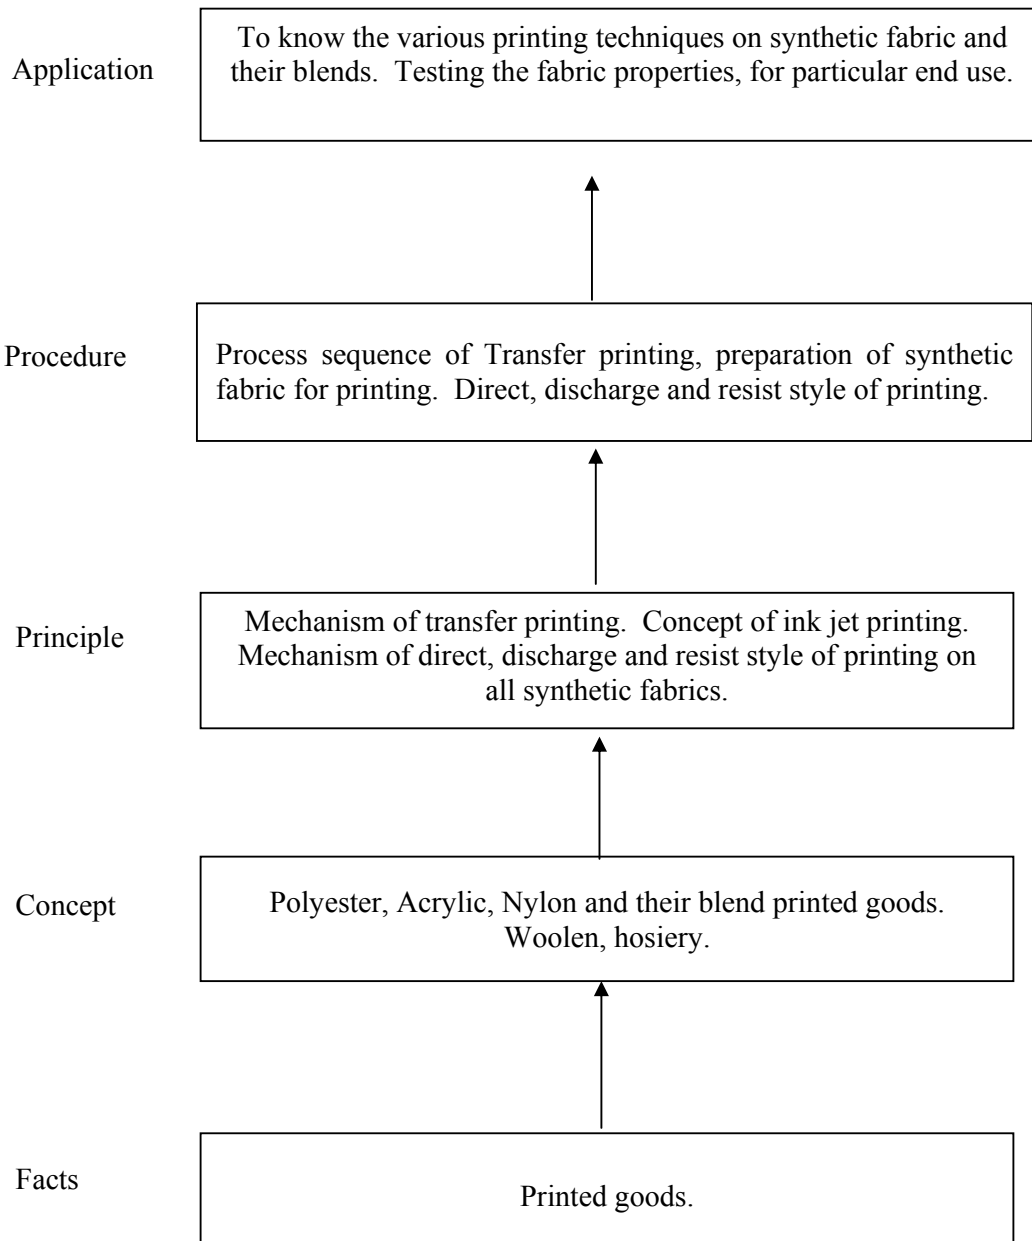 Application
To know the various printing techniques on synthetic fabric and
their blends.  Testing the fabric properties, for particular end use.
Procedure
Process sequence of Transfer printing, preparation of synthetic
fabric for printing.  Direct, discharge and resist style of printing.
Principle
Mechanism of transfer printing.  Concept of ink jet printing.
Mechanism of direct, discharge and resist style of printing on
all synthetic fabrics.
Concept
Polyester, Acrylic, Nylon and their blend printed goods.
Woolen, hosiery.
Facts
Printed goods.